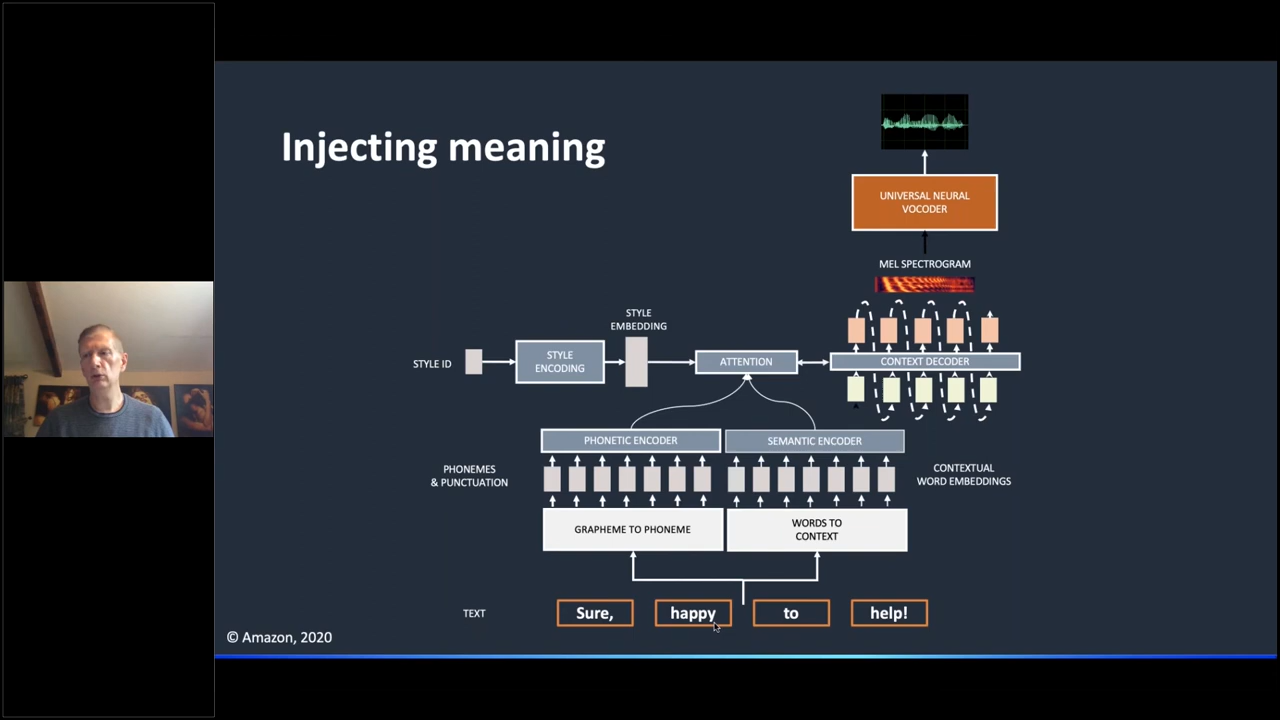 Injecting meaning
UNIVERSAL NEURAL
VOCODER
MEL SPECTROGRAM
STYLE
EMBEDDING
STYLE ID
STYLE
ENCODING
ATTENTION
CONTEXT DECODER
PHONETIC ENCODER
SEMANTIC ENCODER
PHONEMES
& PUNCTUATION
CONTEXTUAL
WORD EMBEDDINGS
GRAPHEME TO PHONEME
WORDS TO
CONTEXT
TEXT
Sure,
happy
to
help!
© Amazon, 2020